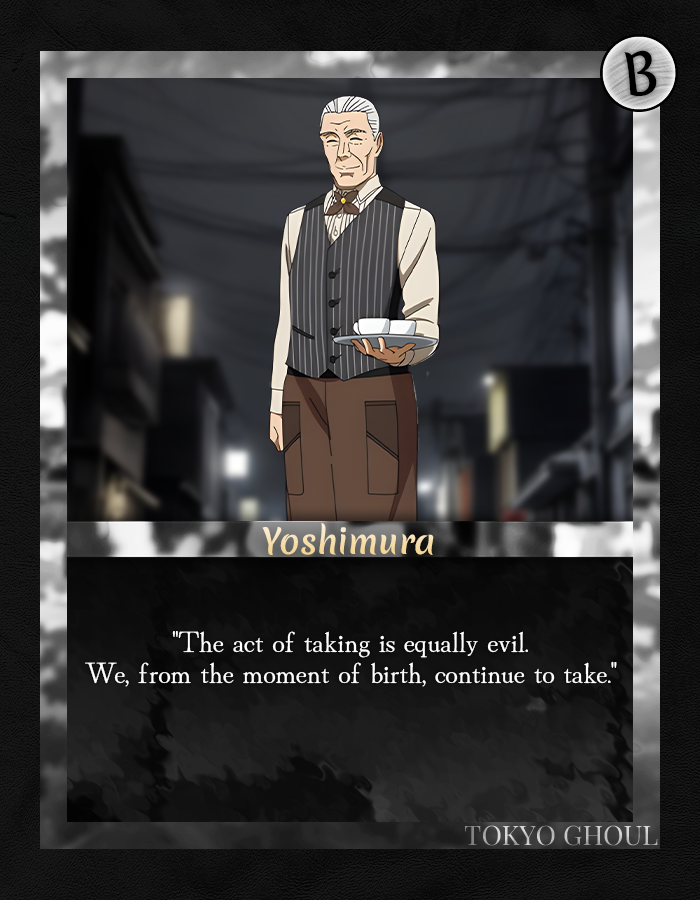 B
Yoshimura
"The act of taking is equally evil.
We, from the moment of birth, continue to take."
TOKYO GHOUL